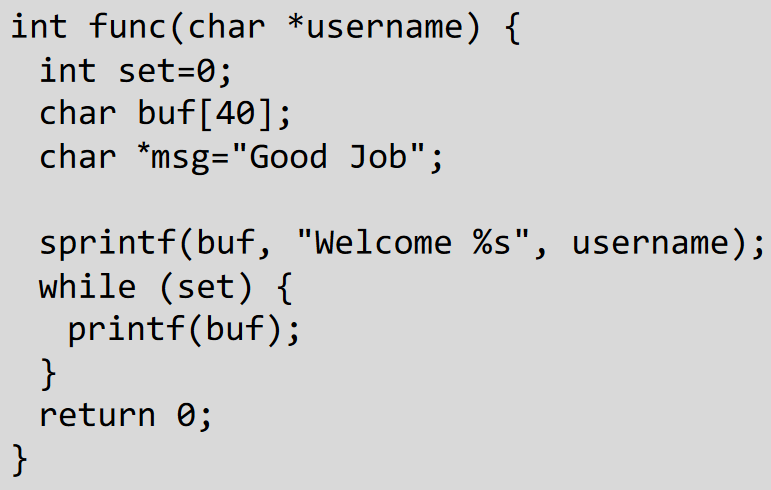 int func(char *username) {
  int set=0;
  char buf[40];
  char *msg="Good Job";

  sprintf(buf, "Welcome %s", username);
  while (set) {
    printf(buf);
  }
  return 0;
}